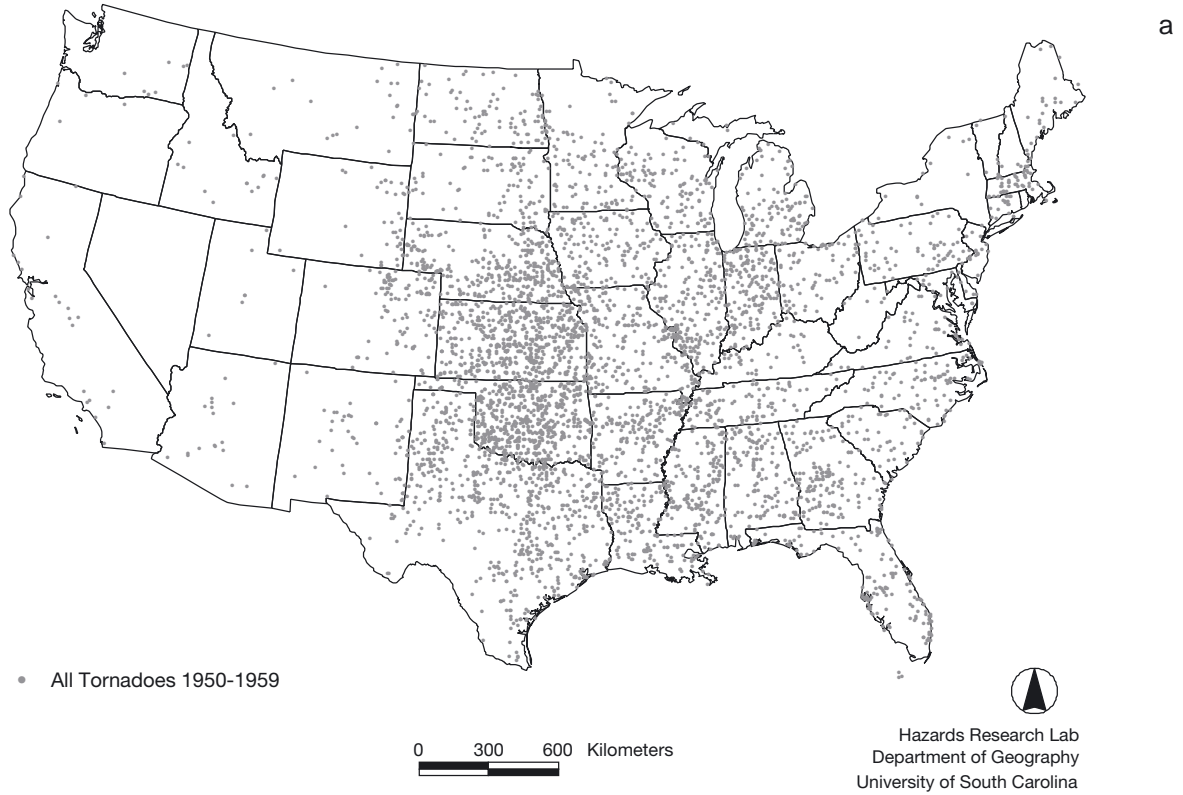 a
All Tornadoes 1950-1959
0 300 600 Kilometers
Hazards Research Lab
Department of Geography
University of South Carolina